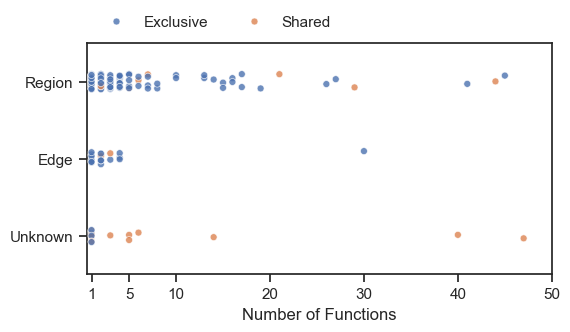 Exclusive Shared
Region
Edge
Unknown
1 5 10 20 30 40 50
Number of Functions